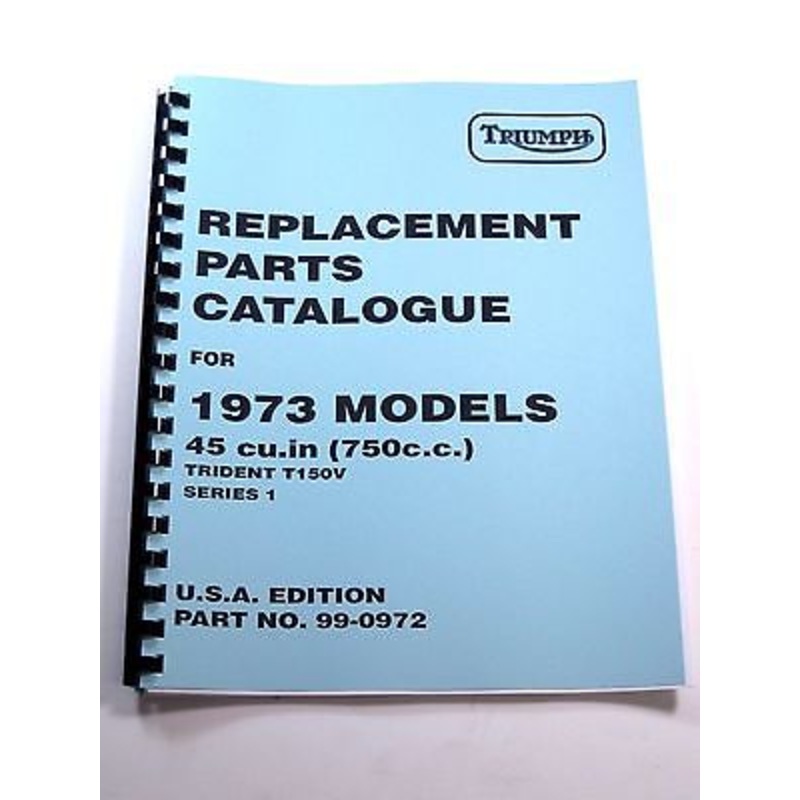 TRIUMPH
REPLACEMENT
PARTS
CATALOGUE
FOR
1973 MODELS
45 cu.in (750c.c.)
TRIDENT T150V
SERIES 1
U.S.A. EDITION
PART NO. 99-0972